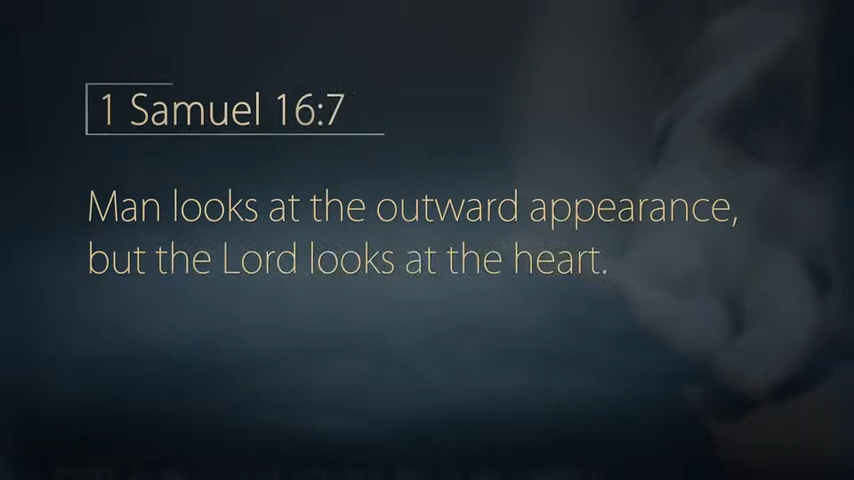 1 Samuel 16:7
Man looks at the outward appearance,
but the Lord looks at the heart.